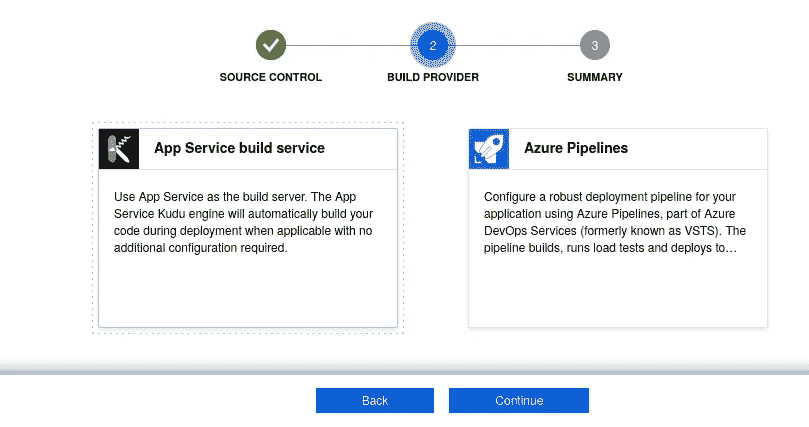 2
3
SOURCE CONTROL
BUILD PROVIDER
SUMMARY
App Service build service
Use App Service as the build server. The App
Service Kudu engine will automatically build your
code during deployment when applicable with no
additional configuration required.
Azure Pipelines
Configure a robust deployment pipeline for your
application using Azure Pipelines, part of Azure
DevOps Services (formerly known as VSTS). The
pipeline builds, runs load tests and deploys to…
Back
Continue